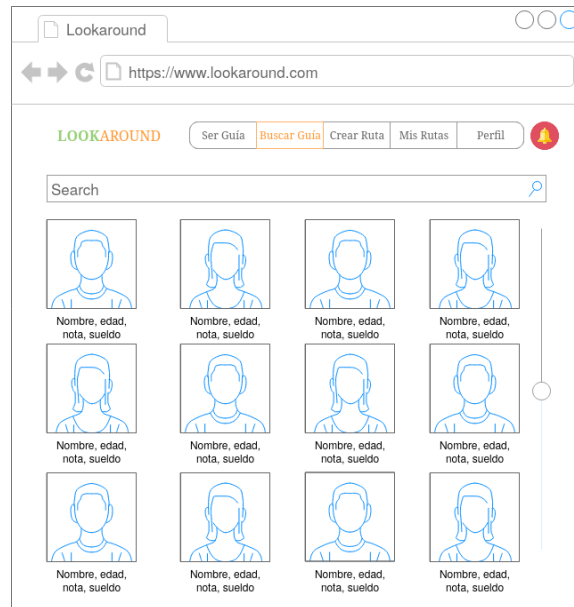 Lookaround
https://www.lookaround.com
LOOKAROUND
Ser Guía Buscar Guía Crear Ruta Mis Rutas Perfil
Search
Nombre, edad, Nombre, edad, Nombre, edad, Nombre, edad,
nota, sueldo nota, sueldo nota, sueldo nota, sueldo
Nombre, edad, Nombre, edad, Nombre, edad, Nombre, edad,
nota, sueldo nota, sueldo nota, sueldo nota, sueldo
Nombre, edad, Nombre, edad, Nombre, edad, Nombre, edad,
nota, sueldo nota, sueldo nota, sueldo nota, sueldo